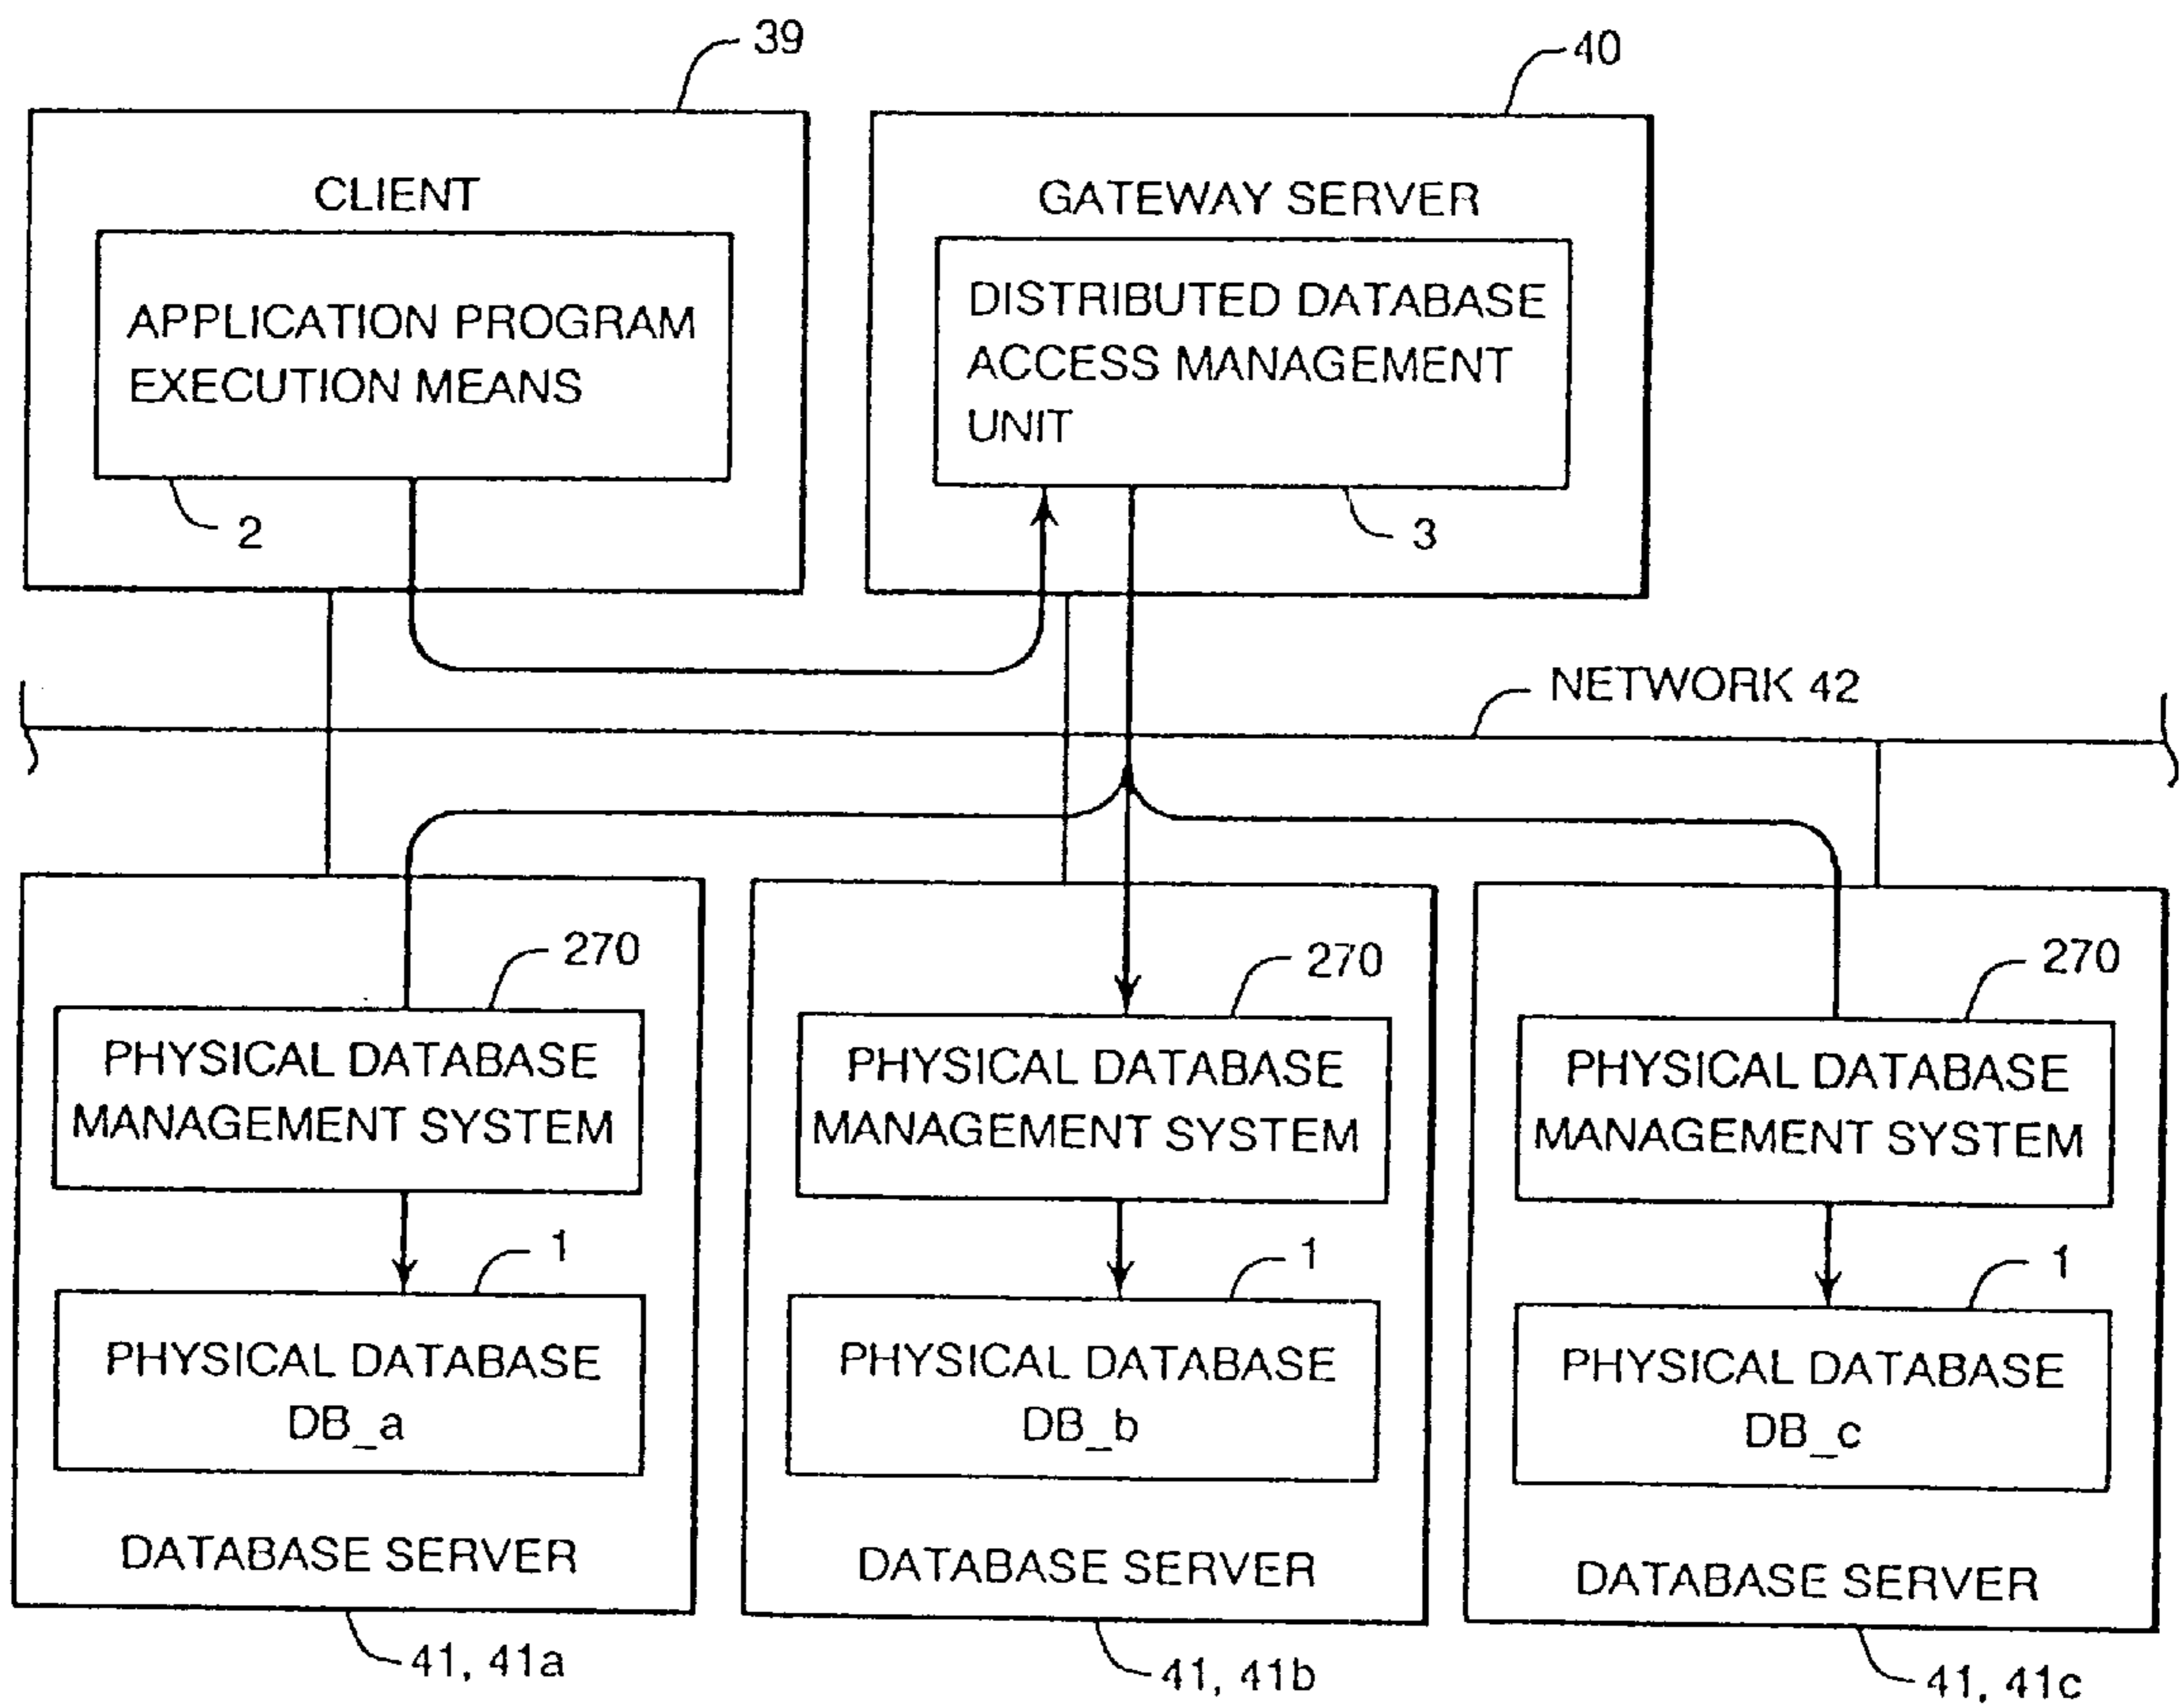 39
40
CLIENT
GATEWAY SERVER
APPLICATION PROGRAM
EXECUTION MEANS
DISTRIBUTED DATABASE
ACCESS MANAGEMENT
UNIT
2
3
NETWORK 42
270
270
270
PHYSICAL DATABASE
MANAGEMENT SYSTEM
PHYSICAL DATABASE
MANAGEMENT SYSTEM
PHYSICAL DATABASE
MANAGEMENT SYSTEM
1
1
1
PHYSICAL DATABASE
DB_a
PHYSICAL DATABASE
DB_b
PHYSICAL DATABASE
DB_c
DATABASE SERVER
DATABASE SERVER
DATABASE SERVER
41, 41a
41, 41b
41, 41c